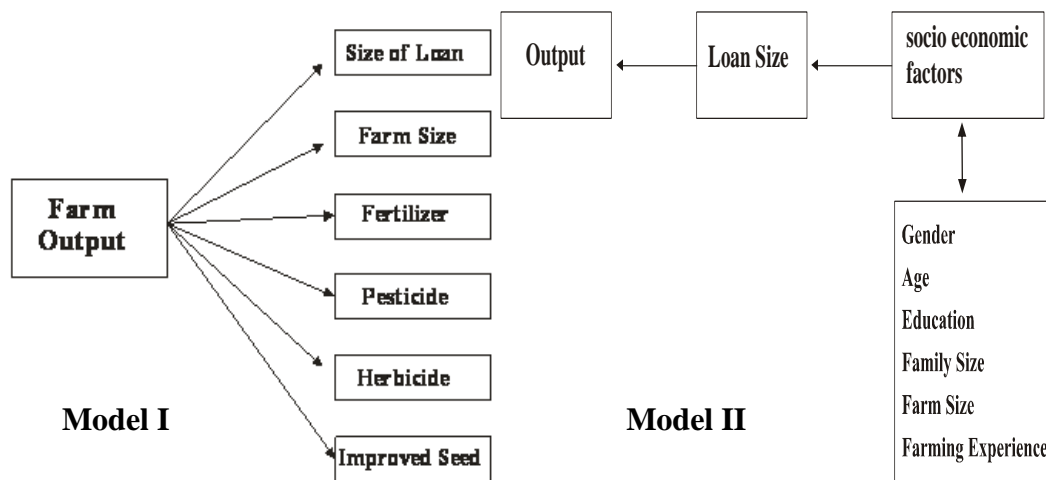 Farm
Output
Size of Loan
Farm Size
Fertilizer
Pesticide
Herbicide
Improved Seed
Model I
Output
Loan Size
socio economic
factors
Gender
Age
Education
Family Size
Farm Size
Farming Experience
Model II